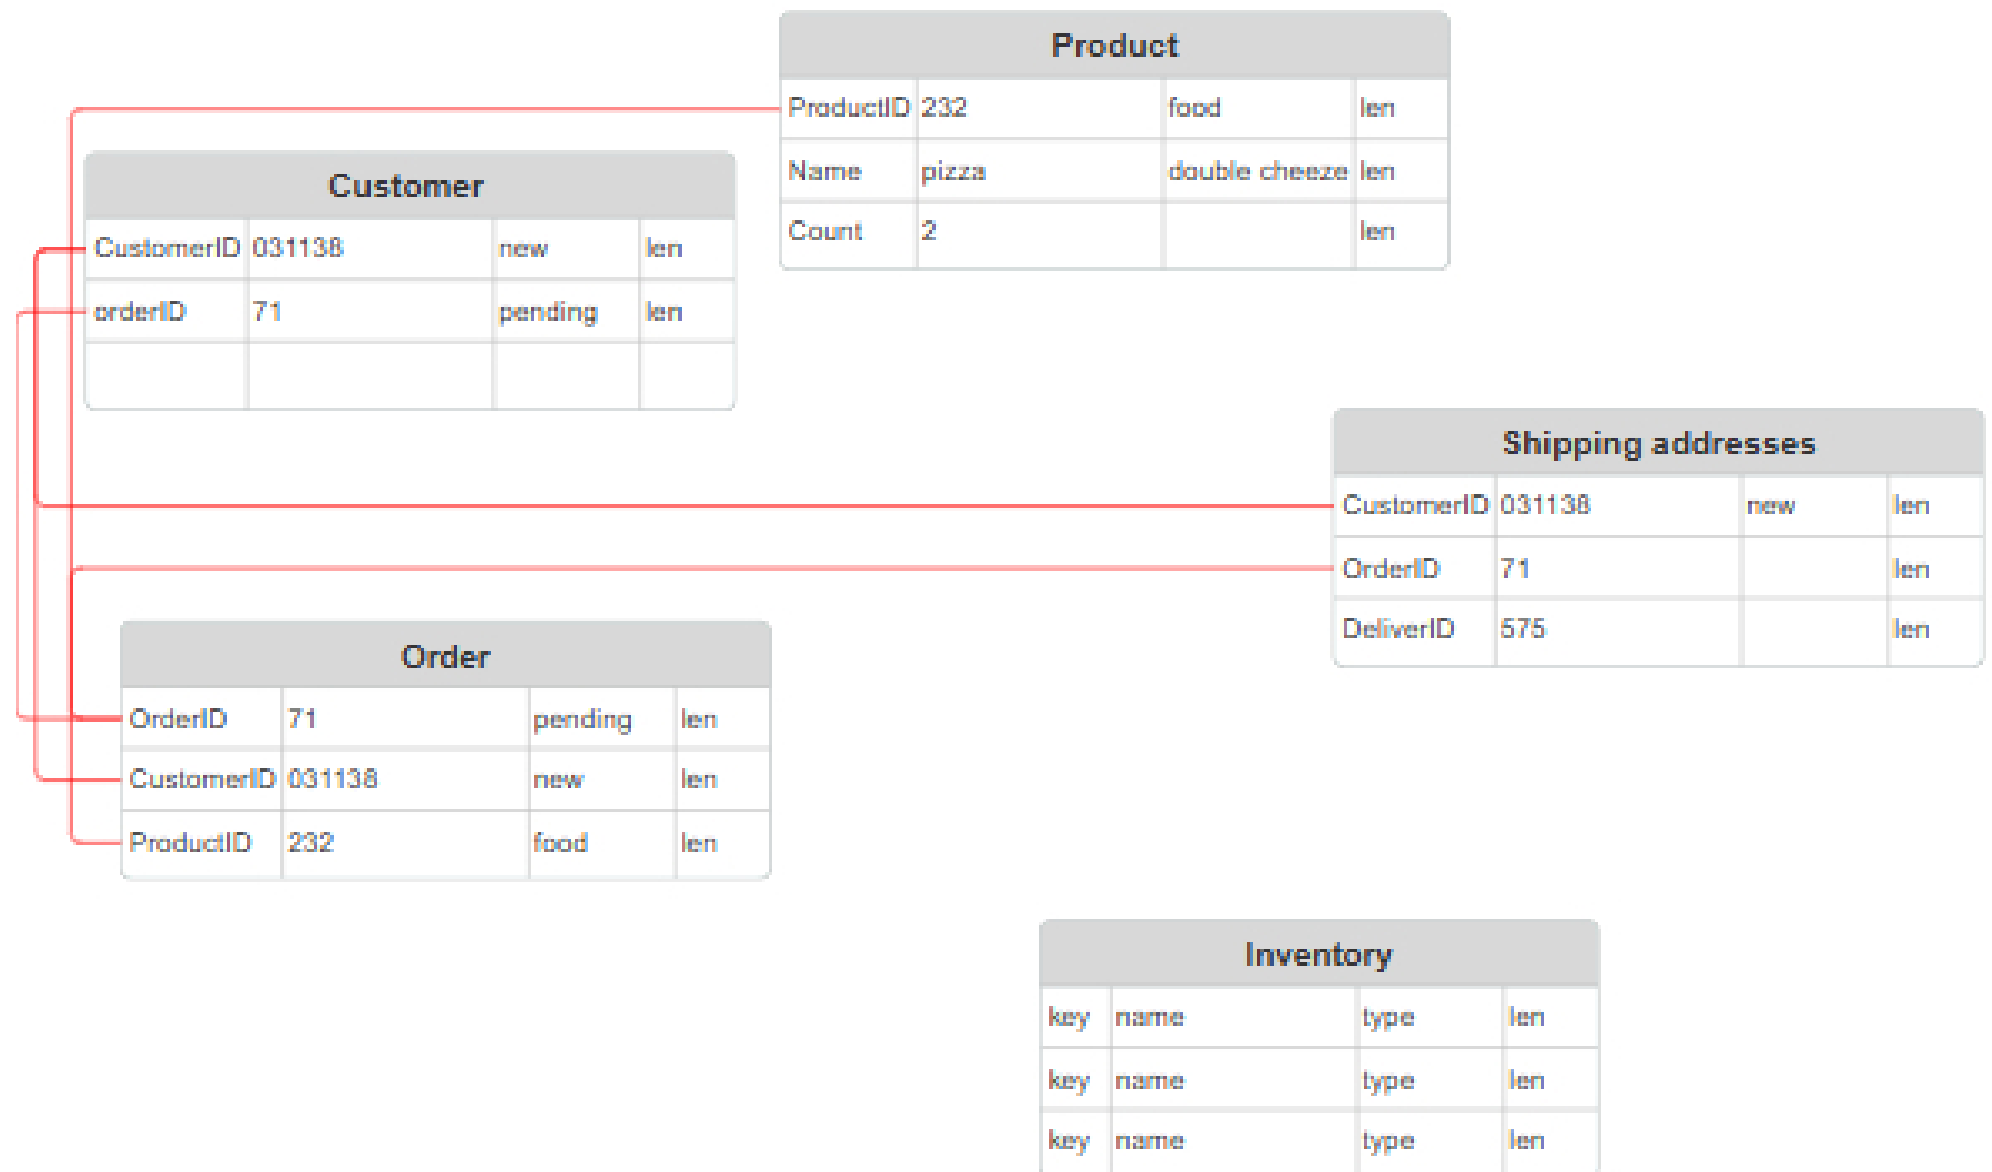 Product
ProductID 232 food len
Name pizza double cheeze len
Count 2 len
Customer
CustomerID 031138 new len
orderID 71 pending len
Shipping addresses
CustomerID 031138 new len
OrderID 71 len
DeliverID 575 len
Order
OrderID 71 pending len
CustomerID 031138 new len
ProductID 232 food len
Inventory
key name type len
key name type len
key name type len